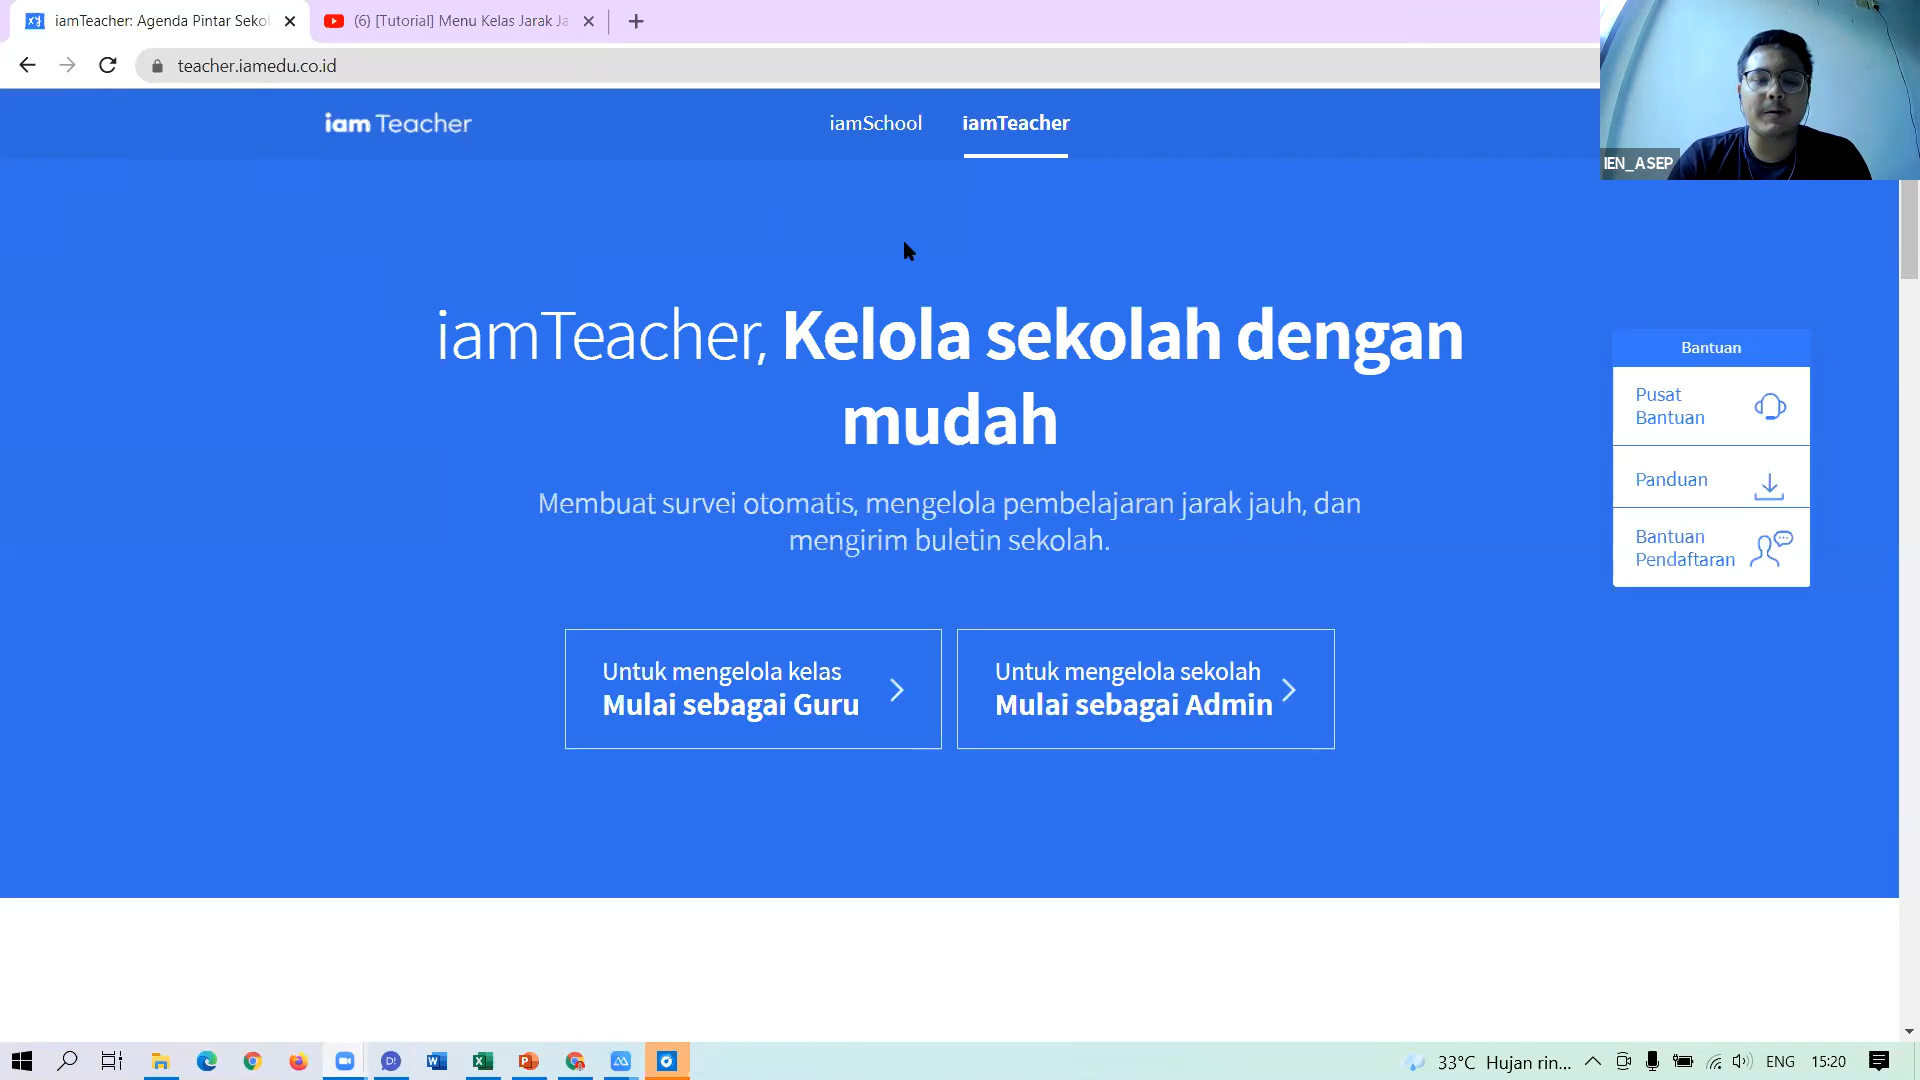 iamTeacher: Agenda Pintar Sekol
(6) [Tutorial] Menu Kelas Jarak Ja
teacher.iamedu.co.id
iam Teacher
iamSchool
iamTeacher
IEN_ASEP
iamTeacher, Kelola sekolah dengan
mudah
Membuat survei otomatis, mengelola pembelajaran jarak jauh, dan
mengirim buletin sekolah.
Untuk mengelola kelas
Mulai sebagai Guru
Untuk mengelola sekolah
Mulai sebagai Admin
Bantuan
Pusat
Bantuan
Panduan
Bantuan
Pendaftaran
33°C Hujan rin...
ENG
15:20